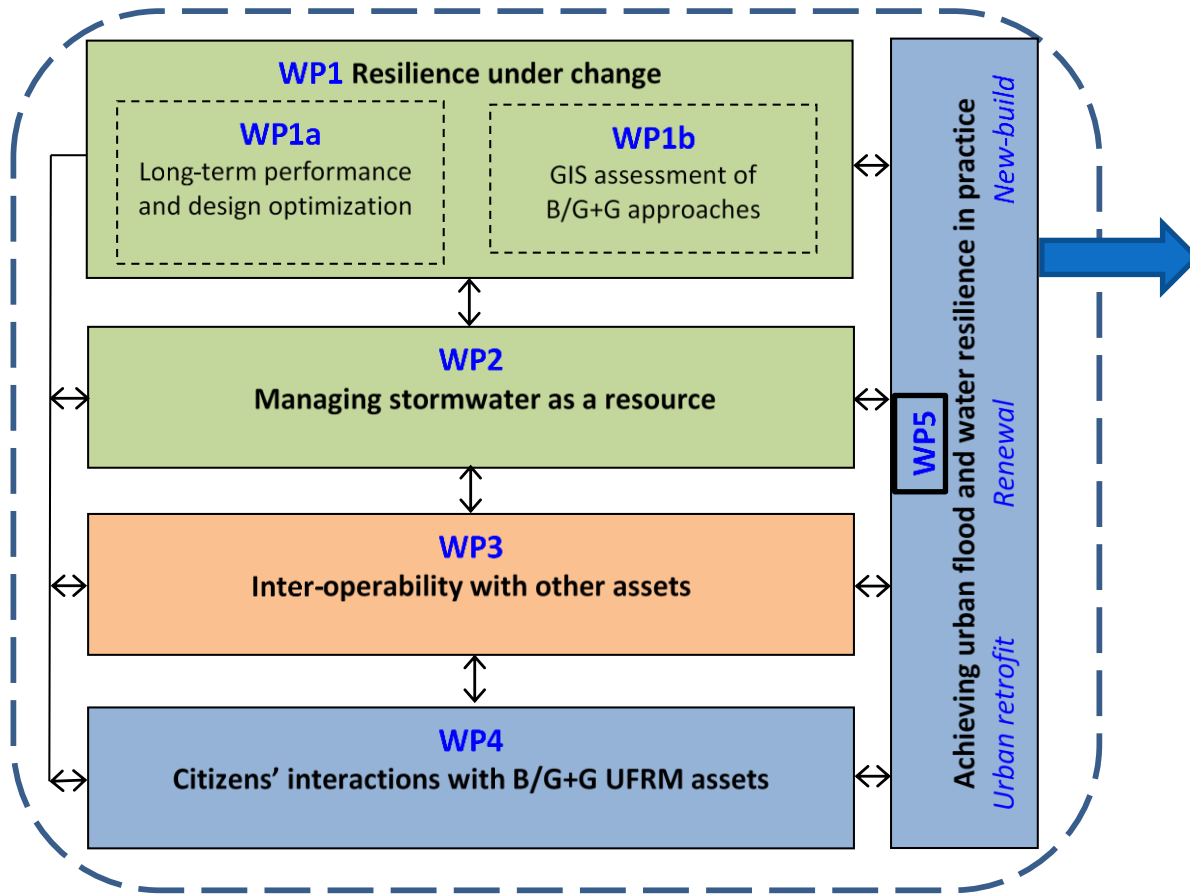 WP1 Resilience under change
WP1a
Long-term performance
and design optimization
WP1b
GIS assessment of
B/G+G approaches
WP2
Managing stormwater as a resource
WP3
Inter-operability with other assets
WP4
Citizens’ interactions with B/G+G UFRM assets
WP5
Achieving urban flood and water resilience in practice
Urban retrofit
Renewal
New-build